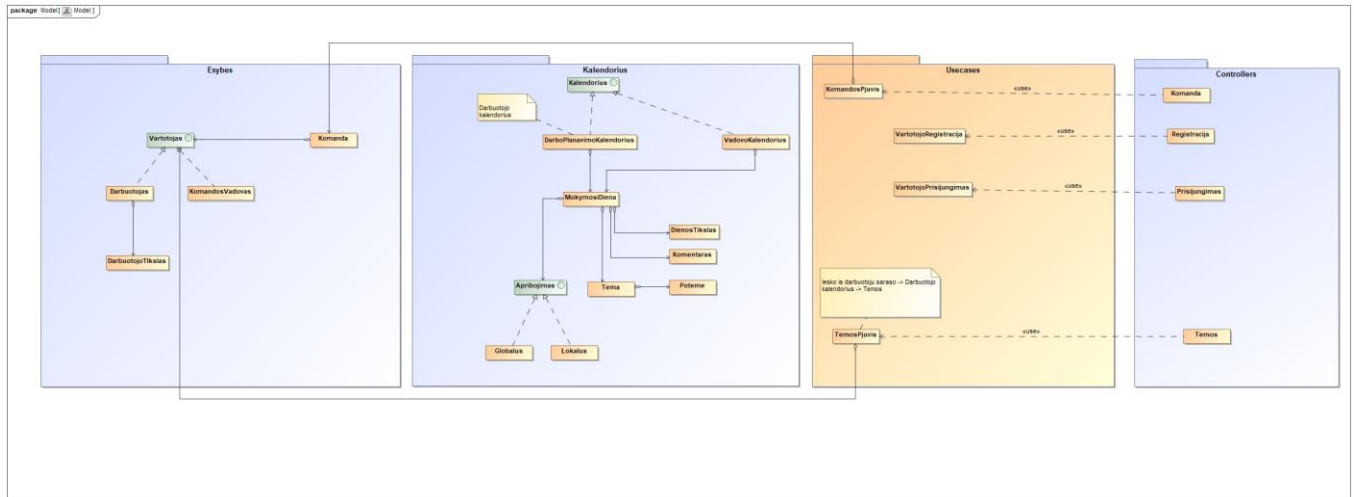 package Model [ Model ]
Esybes
Vartotojas
Komanda
Darbuotojas
KomandosVadovas
DarbuotojoTikslas
Kalendorius
Kalendorius
Darbuotojo
kalendorius
DarboPlanavimoKalendorius
VadovoKalendorius
MokymosiDiena
DienosTikslas
Komentaras
Apribojimas
Tema
Poteme
Globalus
Lokalus
Usecases
KomandosPjuvis
VartotojoRegistracija
VartotojoPrisijungimas
Iesko is darbuotoju saraso -> Darbuotojo
kalendorius -> Temos
TemosPjuvis
«use»
«use»
«use»
«use»
Controllers
Komanda
Registracija
Prisijungimas
Temos